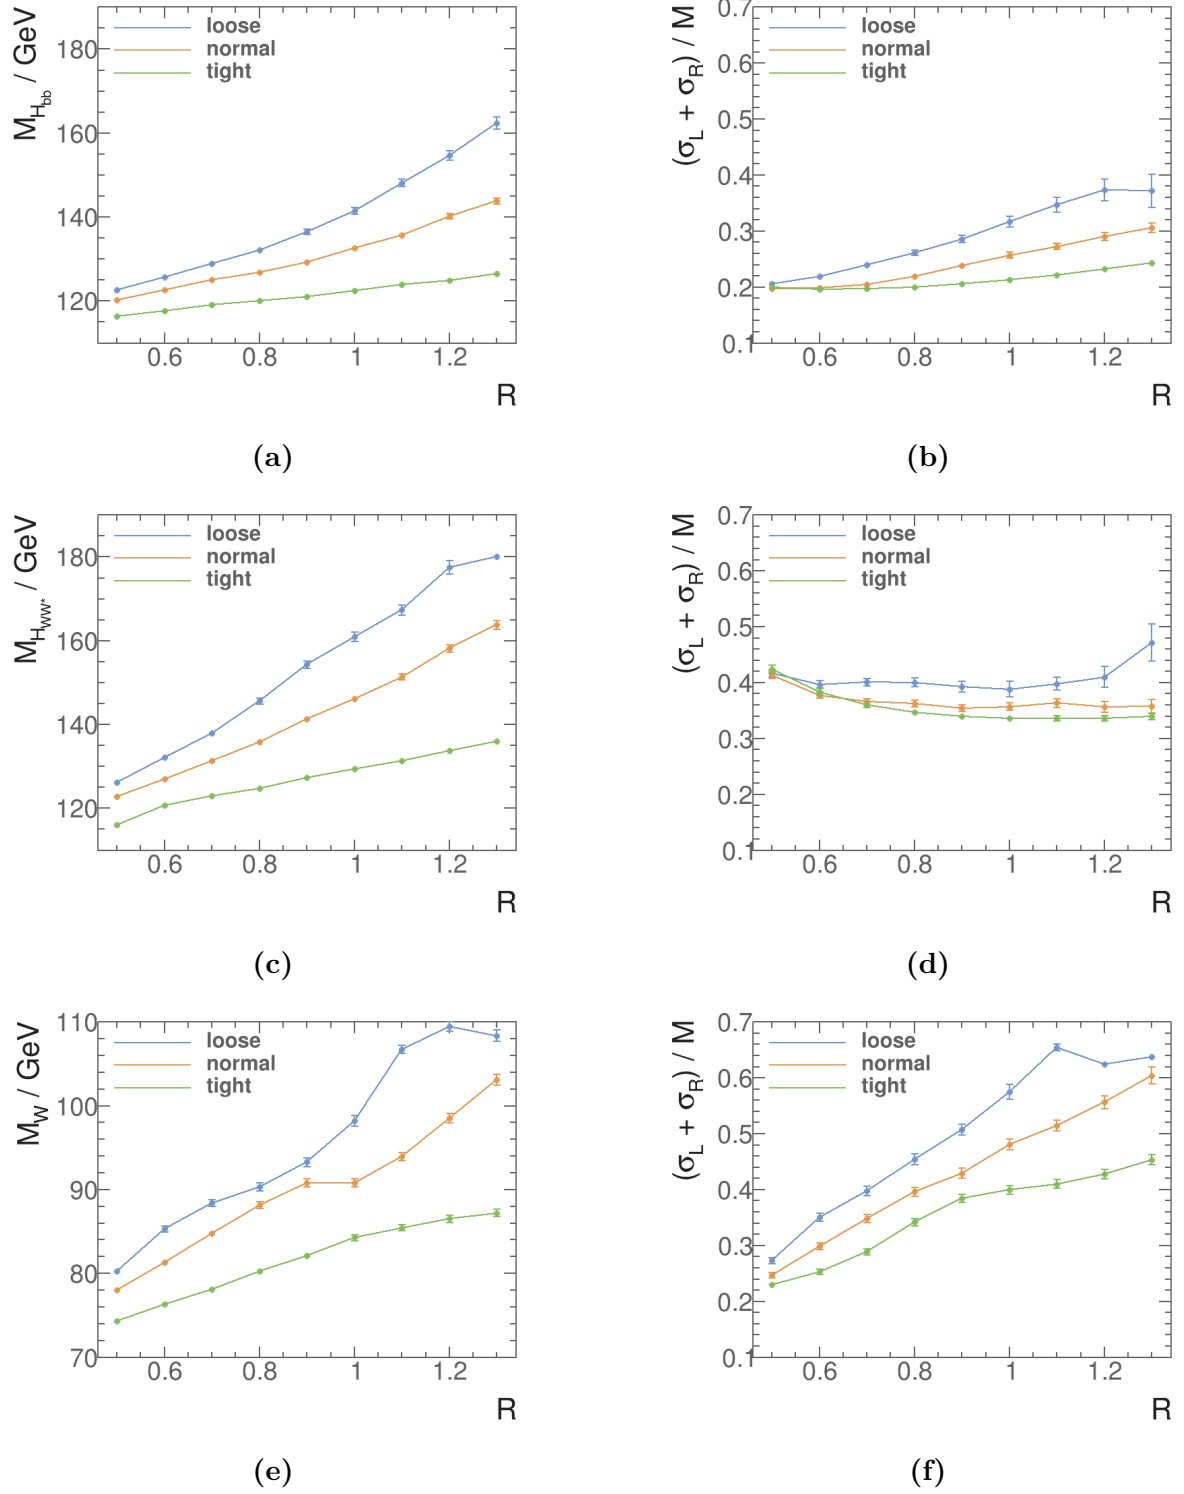 M_{H_{bb}} / GeV
loose
normal
tight
180
160
140
120
0.6 0.8 1 1.2
R
(a)
(σ_L + σ_R) / M
loose
normal
tight
0.7
0.6
0.5
0.4
0.3
0.2
0.1
0.6 0.8 1 1.2
R
(b)
M_{H_{WW*}} / GeV
loose
normal
tight
180
160
140
120
0.6 0.8 1 1.2
R
(c)
(σ_L + σ_R) / M
loose
normal
tight
0.7
0.6
0.5
0.4
0.3
0.2
0.1
0.6 0.8 1 1.2
R
(d)
M_W / GeV
loose
normal
tight
110
100
90
80
70
0.6 0.8 1 1.2
R
(e)
(σ_L + σ_R) / M
loose
normal
tight
0.7
0.6
0.5
0.4
0.3
0.2
0.1
0.6 0.8 1 1.2
R
(f)